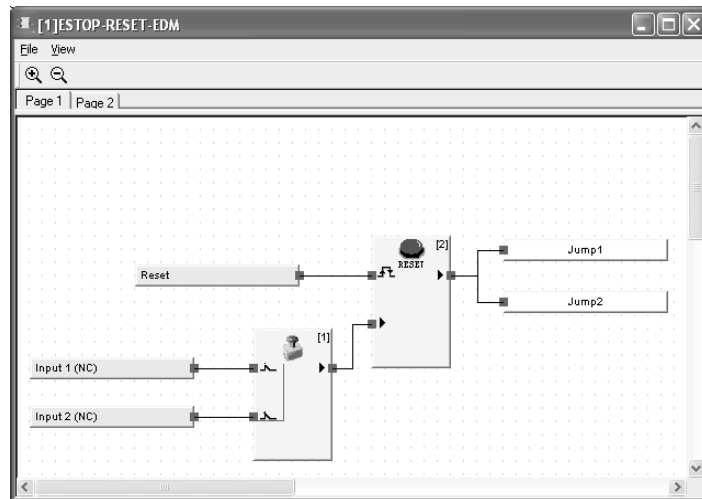 [1]ESTOP-RESET-EDM
File View
Page 1 Page 2
[2]
RESET
Jump1
Reset
Jump2
[1]
Input 1 (NC)
Input 2 (NC)